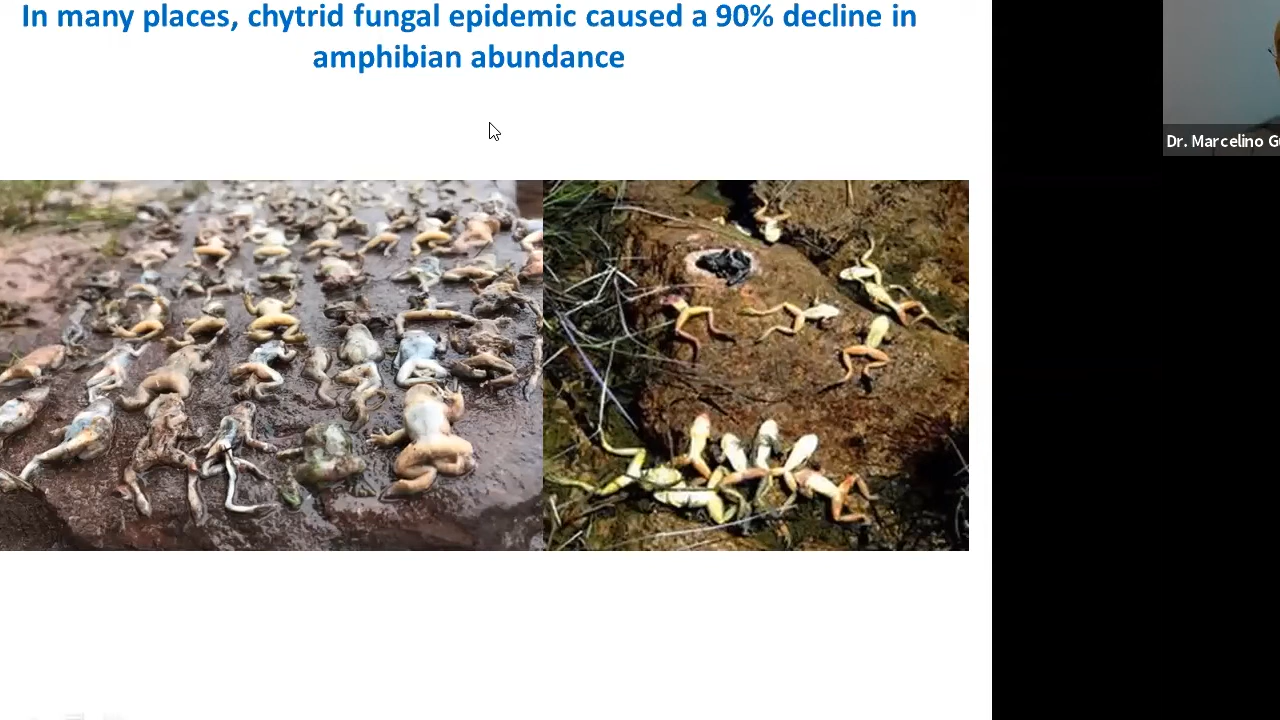 In many places, chytrid fungal epidemic caused a 90% decline in
amphibian abundance
Dr. Marcelino